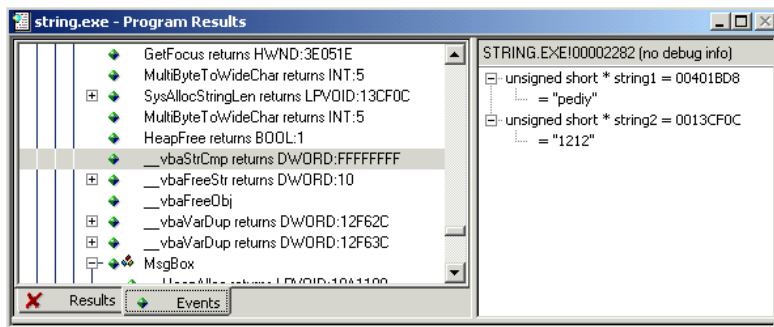 string.exe - Program Results
GetFocus returns HWND:3E051E
MultiByteToWideChar returns INT:5
SysAllocStringLen returns LPVOID:13CF0C
MultiByteToWideChar returns INT:5
HeapFree returns BOOL:1
__vbaStrCmp returns DWORD:FFFFFFFF
__vbaFreeStr returns DWORD:10
__vbaFreeObj
__vbaVarDup returns DWORD:12F62C
__vbaVarDup returns DWORD:12F63C
MsgBox
Results
Events
STRING.EXE!00002282 (no debug info)
unsigned short * string1 = 00401BD8
= "pediy"
unsigned short * string2 = 0013CF0C
= "1212"